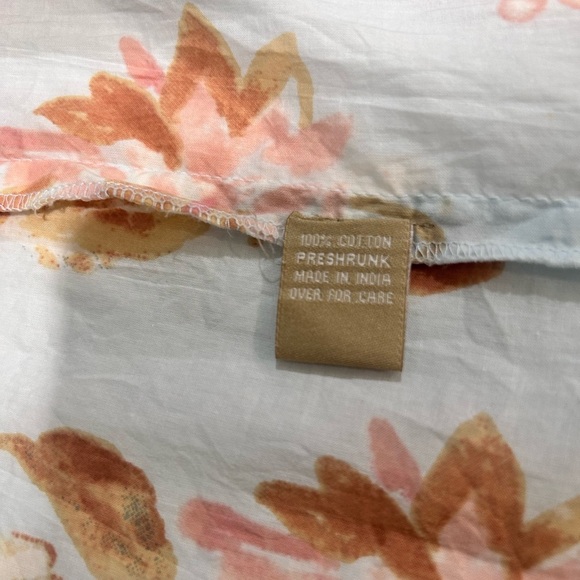 100% COTTON
PRESHRUNK
MADE IN INDIA
OVER FOR CARE